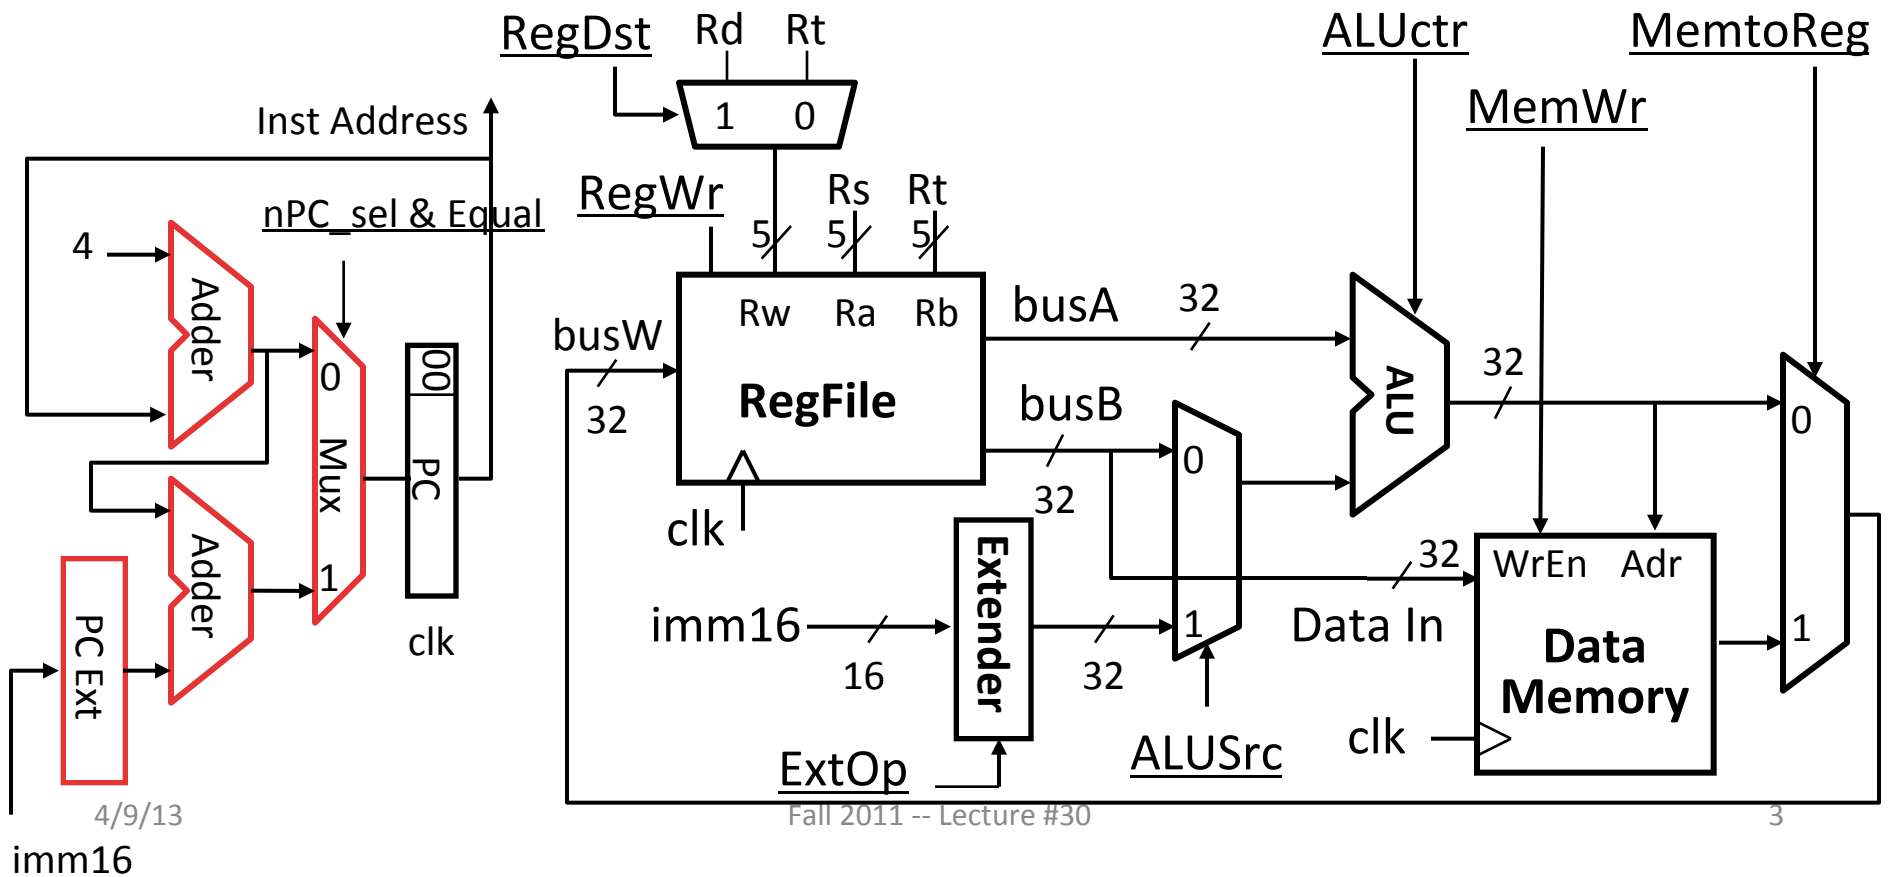 RegDst
Rd
Rt
ALUctr
MemtoReg
1
0
Inst Address
MemWr
nPC_sel & Equal
RegWr
Rs
Rt
5
5
5
4
Adder
Rw
Ra
Rb
busA
32
busW
32
RegFile
busB
32
clk
0
Mux
1
00
PC
clk
Adder
PC Ext
imm16
ALU
32
0
1
0
1
Extender
imm16
16
32
ExtOp
ALUSrc
32
Data In
WrEn
Adr
Data
Memory
clk
4/9/13
Fall 2011 -- Lecture #30
3